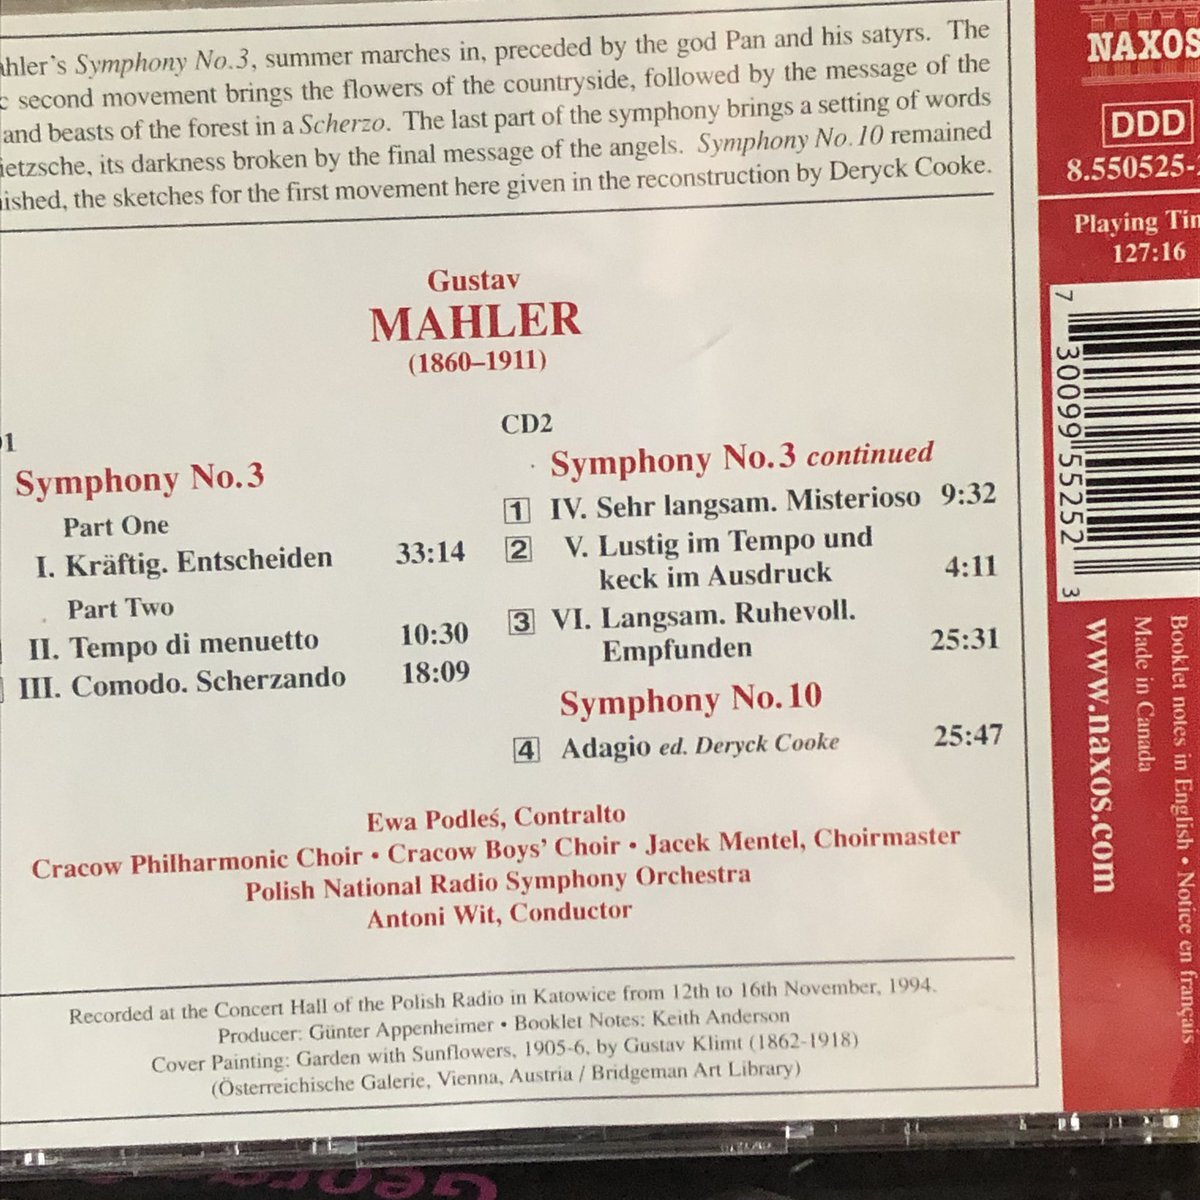 ahler's Symphony No.3, summer marches in, preceded by the god Pan and his satyrs. The
c second movement brings the flowers of the countryside, followed by the message of the
and beasts of the forest in a Scherzo. The last part of the symphony brings a setting of words
ietzsche, its darkness broken by the final message of the angels. Symphony No.10 remained
ished, the sketches for the first movement here given in the reconstruction by Deryck Cooke.
Gustav
MAHLER
(1860–1911)
1
Symphony No.3
Part One
I. Kräftig. Entscheiden 33:14
Part Two
II. Tempo di menuetto 10:30
III. Comodo. Scherzando 18:09
CD2
Symphony No.3 continued
1 IV. Sehr langsam. Misterioso 9:32
2 V. Lustig im Tempo und
keck im Ausdruck 4:11
3 VI. Langsam. Ruhevoll.
Empfunden 25:31
Symphony No.10
4 Adagio ed. Deryck Cooke 25:47
Ewa Podleś, Contralto
Cracow Philharmonic Choir • Cracow Boys' Choir • Jacek Mentel, Choirmaster
Polish National Radio Symphony Orchestra
Antoni Wit, Conductor
Recorded at the Concert Hall of the Polish Radio in Katowice from 12th to 16th November, 1994.
Producer: Günter Appenheimer • Booklet Notes: Keith Anderson
Cover Painting: Garden with Sunflowers, 1905-6, by Gustav Klimt (1862-1918)
(Österreichische Galerie, Vienna, Austria / Bridgeman Art Library)
NAXOS
DDD
8.550525-
Playing Tim
127:16
7 30099 55252 3
www.naxos.com
Made in Canada
Booklet notes in English • Notice en français